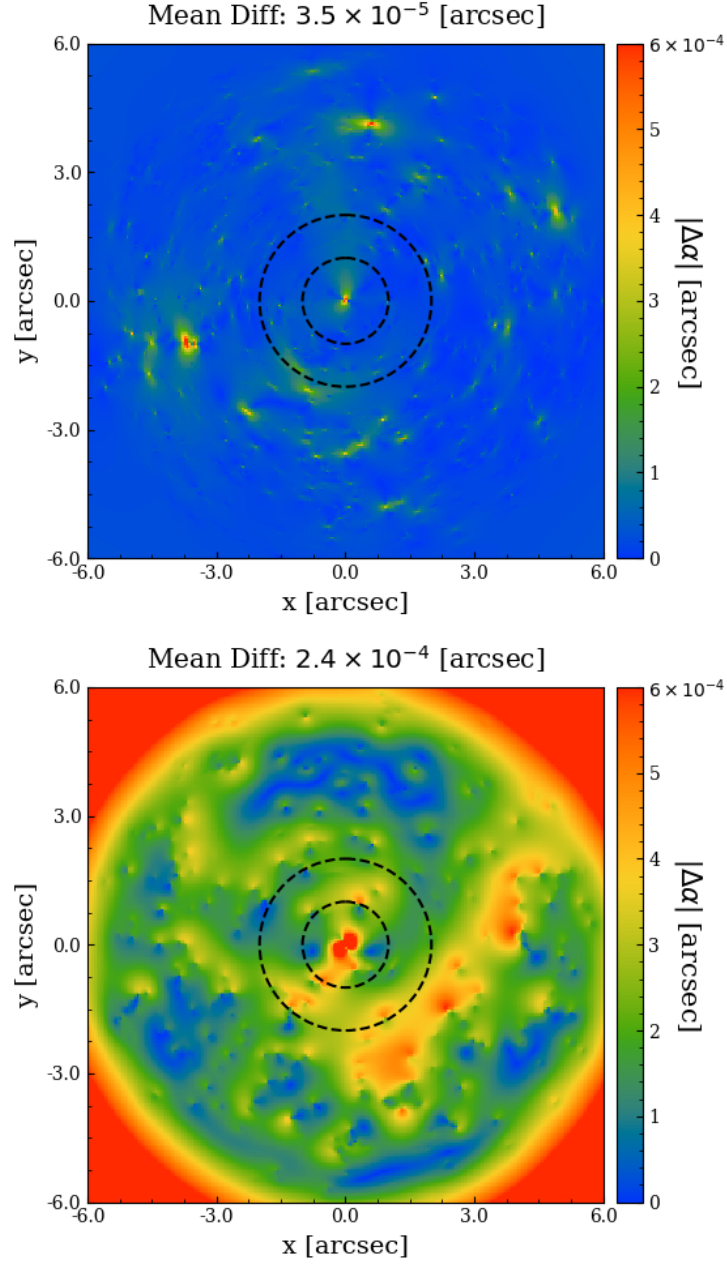 Mean Diff: 3.5 × 10⁻⁵ [arcsec]
6.0
3.0
0.0
-3.0
-6.0
y [arcsec]
-6.0 -3.0 0.0 3.0 6.0
x [arcsec]
6 × 10⁻⁴
5
4
3
2
1
0
|Δα| [arcsec]
Mean Diff: 2.4 × 10⁻⁴ [arcsec]
6.0
3.0
0.0
-3.0
-6.0
y [arcsec]
-6.0 -3.0 0.0 3.0 6.0
x [arcsec]
6 × 10⁻⁴
5
4
3
2
1
0
|Δα| [arcsec]